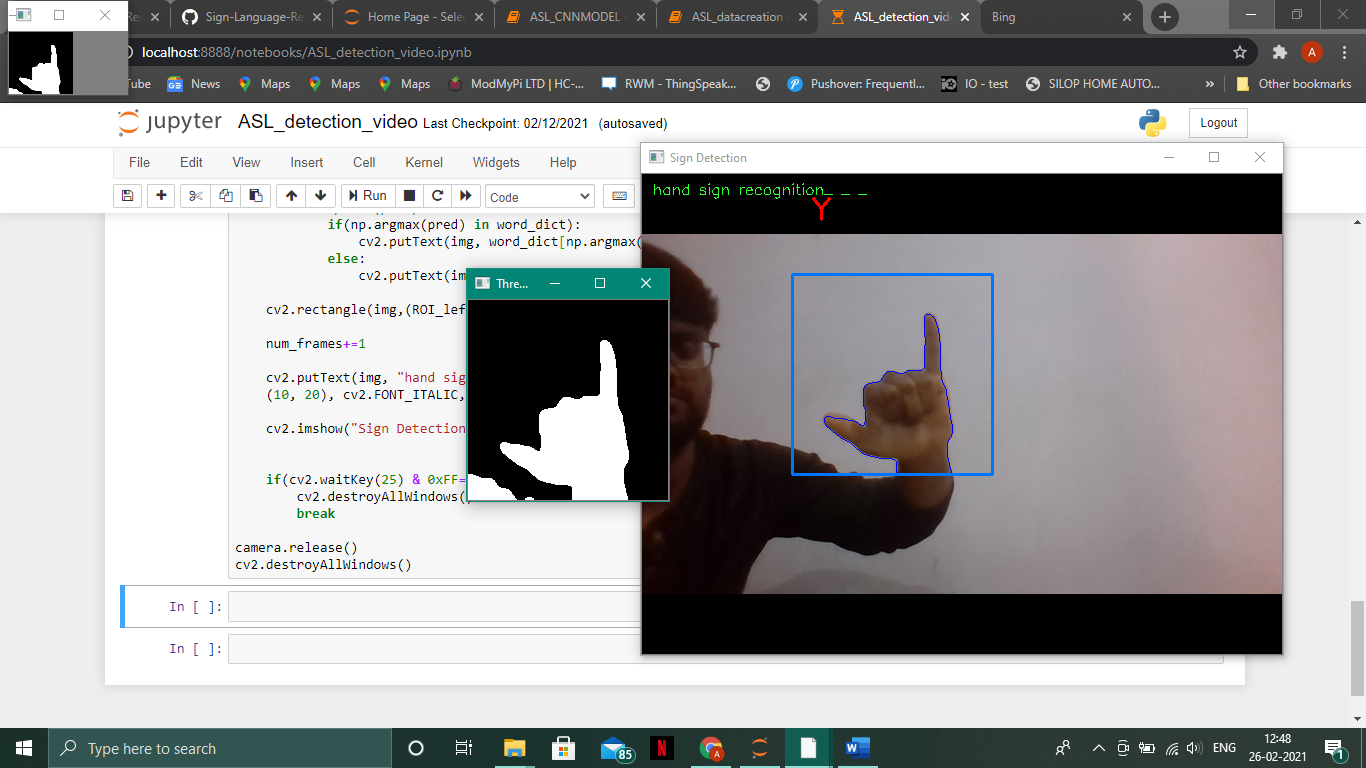 Sign-Language-Re
Home Page - Sele
ASL_CNNMODEL -
ASL_datacreation -
ASL_detection_vid
Bing
localhost:8888/notebooks/ASL_detection_video.ipynb
A
Tube
News
Maps
Maps
Maps
ModMyPi LTD | HC-...
RWM - ThingSpeak...
Pushover: Frequentl...
IO - test
SILOP HOME AUTO...
»
Other bookmarks
jupyter ASL_detection_video Last Checkpoint: 02/12/2021 (autosaved)
Logout
File Edit View Insert Cell Kernel Widgets Help
Run
Code
if(np.argmax(pred) in word_dict):
cv2.putText(img, word_dict[np.argmax(
else:
cv2.putText(im
cv2.rectangle(img,(ROI_lef
num_frames+=1
cv2.putText(img, "hand sig
(10, 20), cv2.FONT_ITALIC,
cv2.imshow("Sign Detection
if(cv2.waitKey(25) & 0xFF=
cv2.destroyAllWindows(
break
camera.release()
cv2.destroyAllWindows()
In [ ]:
In [ ]:
Thre...
Sign Detection
hand sign recognition_ _ _
Y
Type here to search
85
N
A
W
ENG
12:48
26-02-2021
1